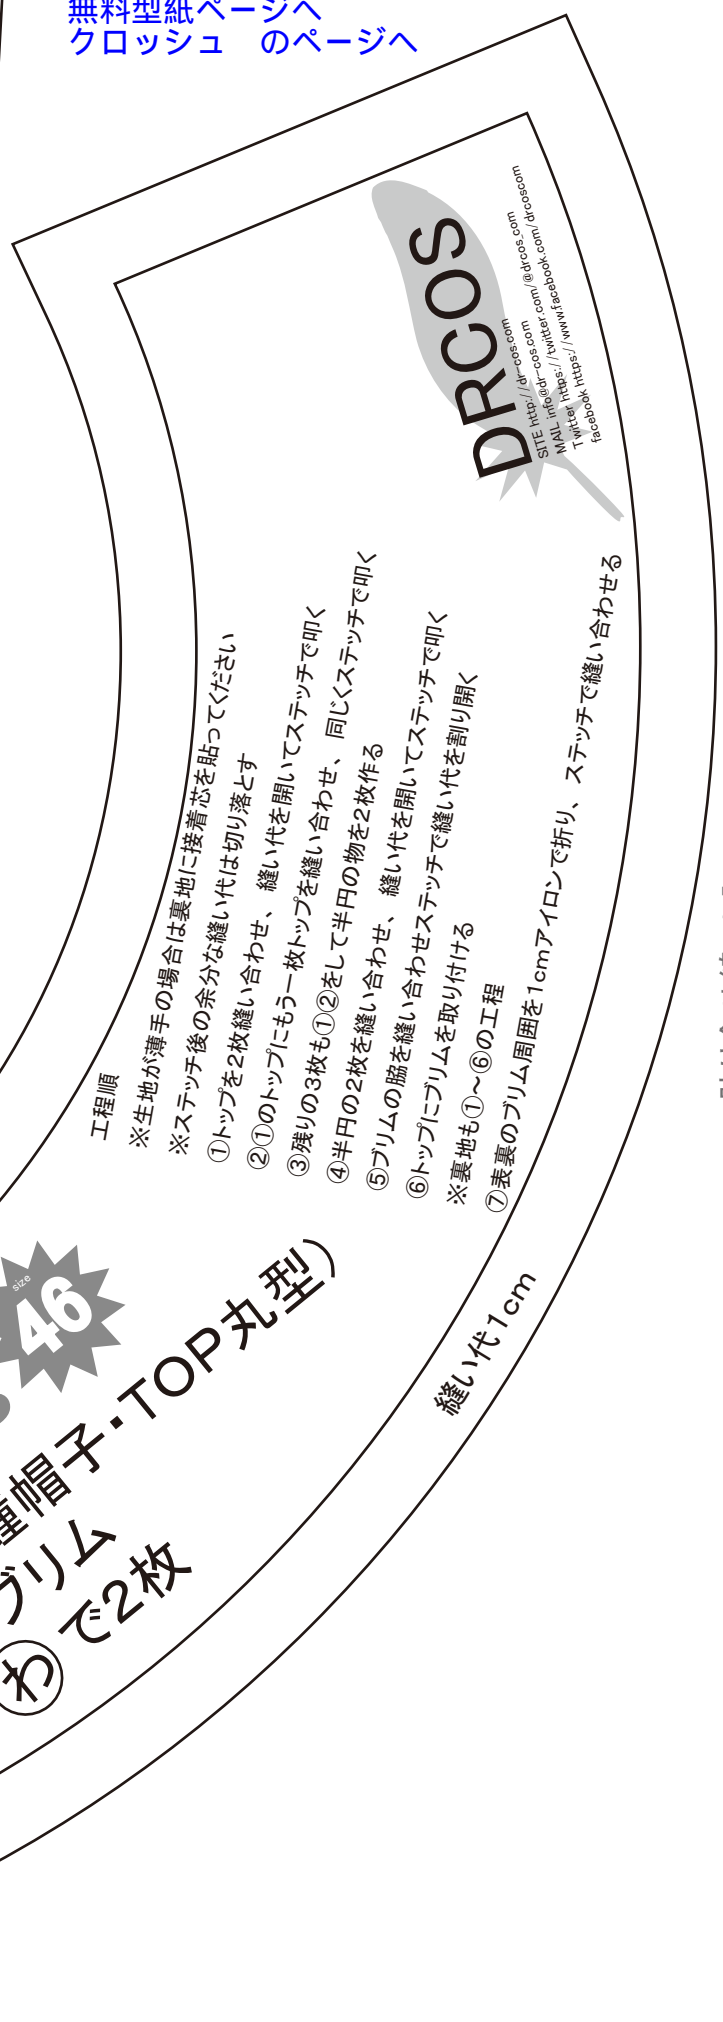 無料型紙ページへ
クロッシュ　のページへ
DRCOS
SITE http://dr-cos.com
MAIL info@dr-cos.com
Twitter https://twitter.com/@drcos_com
facebook https://www.facebook.com/drcoscom
工程順
※生地が薄手の場合は裏地に接着芯を貼ってください
※ステッチ後の余分な縫い代は切り落とす
①トップを2枚縫い合わせ、縫い代を開いてステッチで叩く
②①のトップにもう一枚トップを縫い合わせ、同じくステッチで叩く
③残りの3枚も①②をして半円の物を2枚作る
④半円の2枚を縫い合わせ、縫い代を開いてステッチで叩く
⑤ブリムの脇を縫い合わせステッチで縫い代を割り開く
⑥トップにブリムを取り付ける
※裏地も①～⑥の工程
⑦表裏のブリム周囲を1cmアイロンで折り、ステッチで縫い合わせる
size
46
帽子・TOP丸型）
ブリム
わで2枚
縫い代1cm